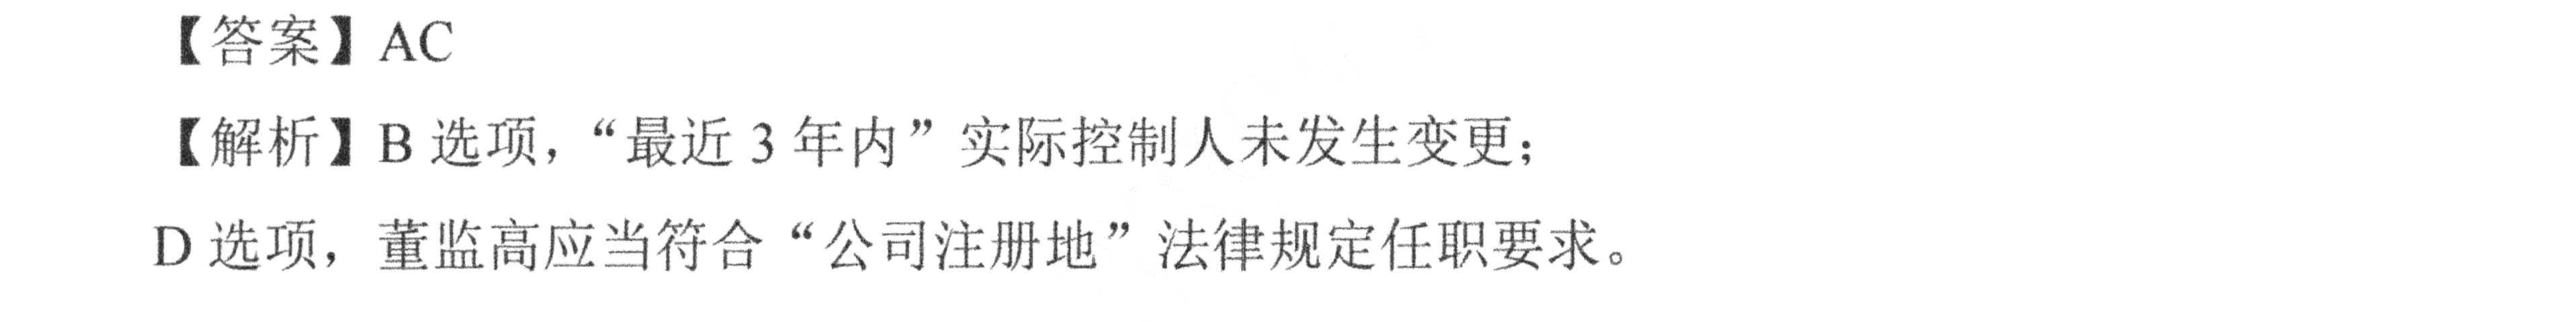 【答案】AC
【解析】B 选项，“最近 3 年内”实际控制人未发生变更；
D 选项，董监高应当符合“公司注册地”法律规定任职要求。